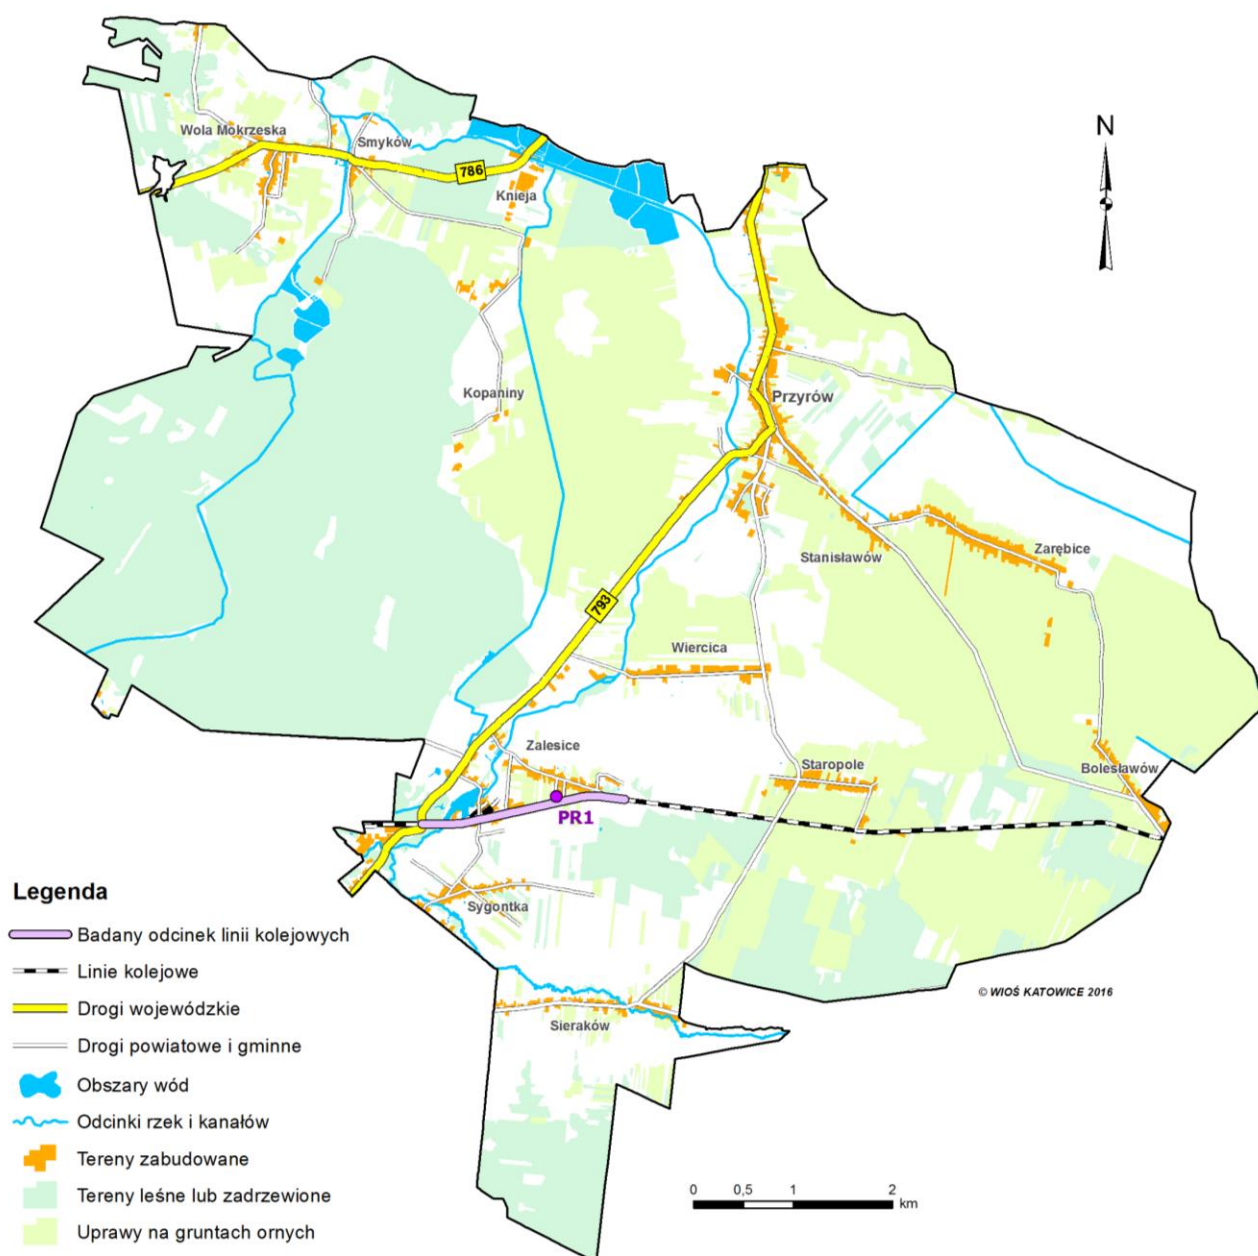 N
Wola Mokrzeska
Smyków
786
Knieja
Kopaniny
Przyrów
Stanisławów
Zarębice
793
Wiercica
Zalesice
Staropole
Bolesławów
PR1
Sygontka
Sieraków
© WIOŚ KATOWICE 2016
Legenda
Badany odcinek linii kolejowych
Linie kolejowe
Drogi wojewódzkie
Drogi powiatowe i gminne
Obszary wód
Odcinki rzek i kanałów
Tereny zabudowane
Tereny leśne lub zadrzewione
Uprawy na gruntach ornych
0 0,5 1 2
km